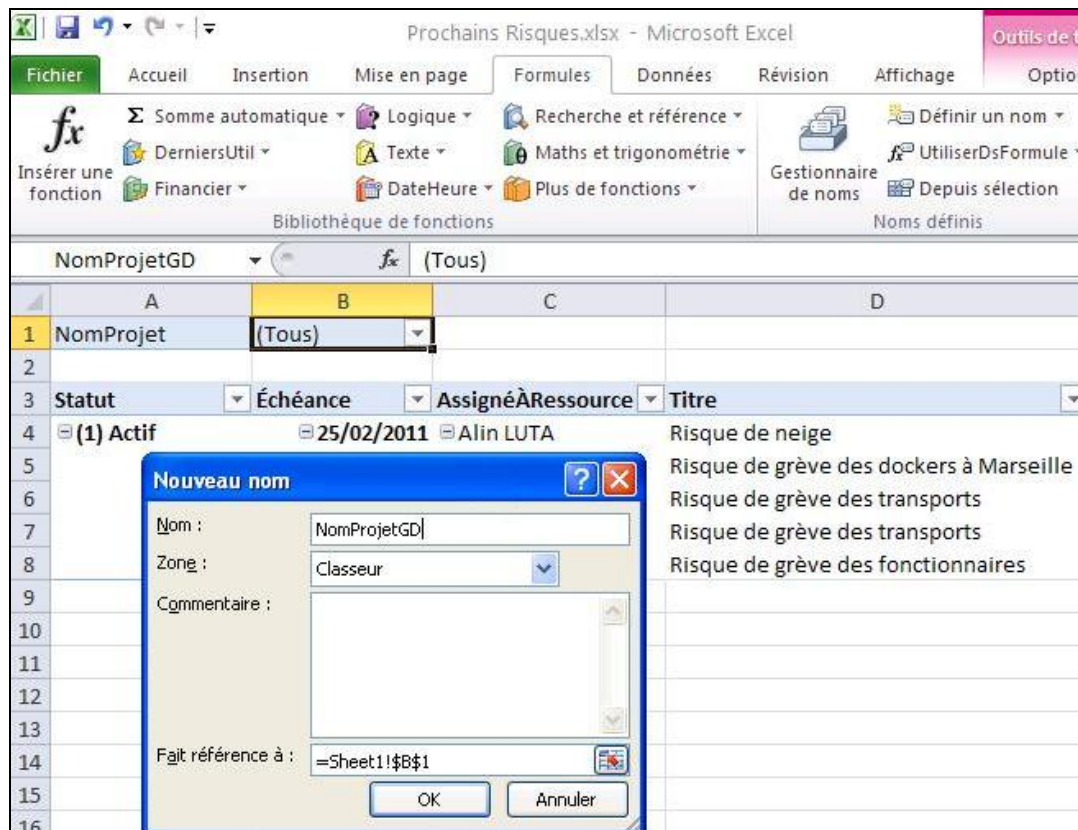 Prochains Risques.xlsx - Microsoft Excel
Outils de t
Fichier Accueil Insertion Mise en page Formules Données Révision Affichage Optio
fx Insérer une fonction
Σ Somme automatique
DerniersUtil
Financier
Logique
Texte
DateHeure
Recherche et référence
Maths et trigonométrie
Plus de fonctions
Bibliothèque de fonctions
Gestionnaire de noms
Définir un nom
UtiliserDsFormule
Depuis sélection
Noms définis
NomProjetGD fx (Tous)
A B C D
1 NomProjet (Tous)
2
3 Statut Échéance AssignéÀRessource Titre
4 (1) Actif 25/02/2011 Alin LUTA Risque de neige
5 Risque de grève des dockers à Marseille
6 Risque de grève des transports
7 Risque de grève des transports
8 Risque de grève des fonctionnaires
9
10
11
12
13
14
15
16
Nouveau nom
Nom : NomProjetGD
Zone : Classeur
Commentaire :
Fait référence à : =Sheet1!$B$1
OK Annuler